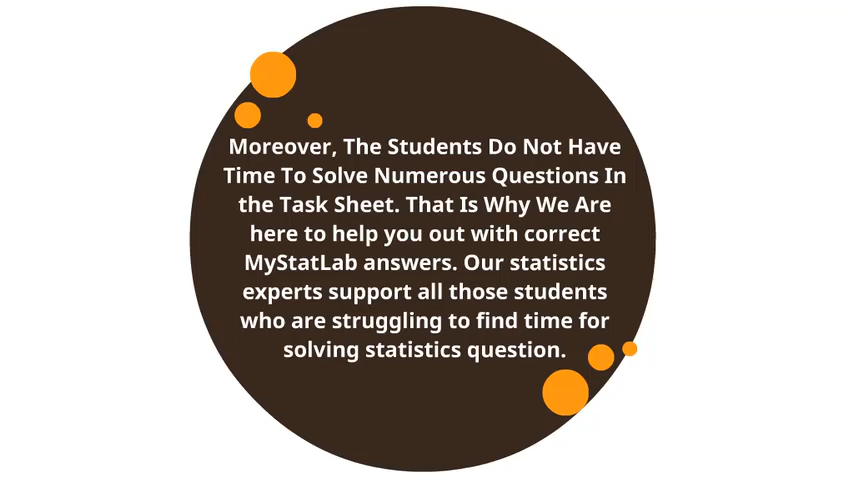 Moreover, The Students Do Not Have
Time To Solve Numerous Questions In
the Task Sheet. That Is Why We Are
here to help you out with correct
MyStatLab answers. Our statistics
experts support all those students
who are struggling to find time for
solving statistics question.